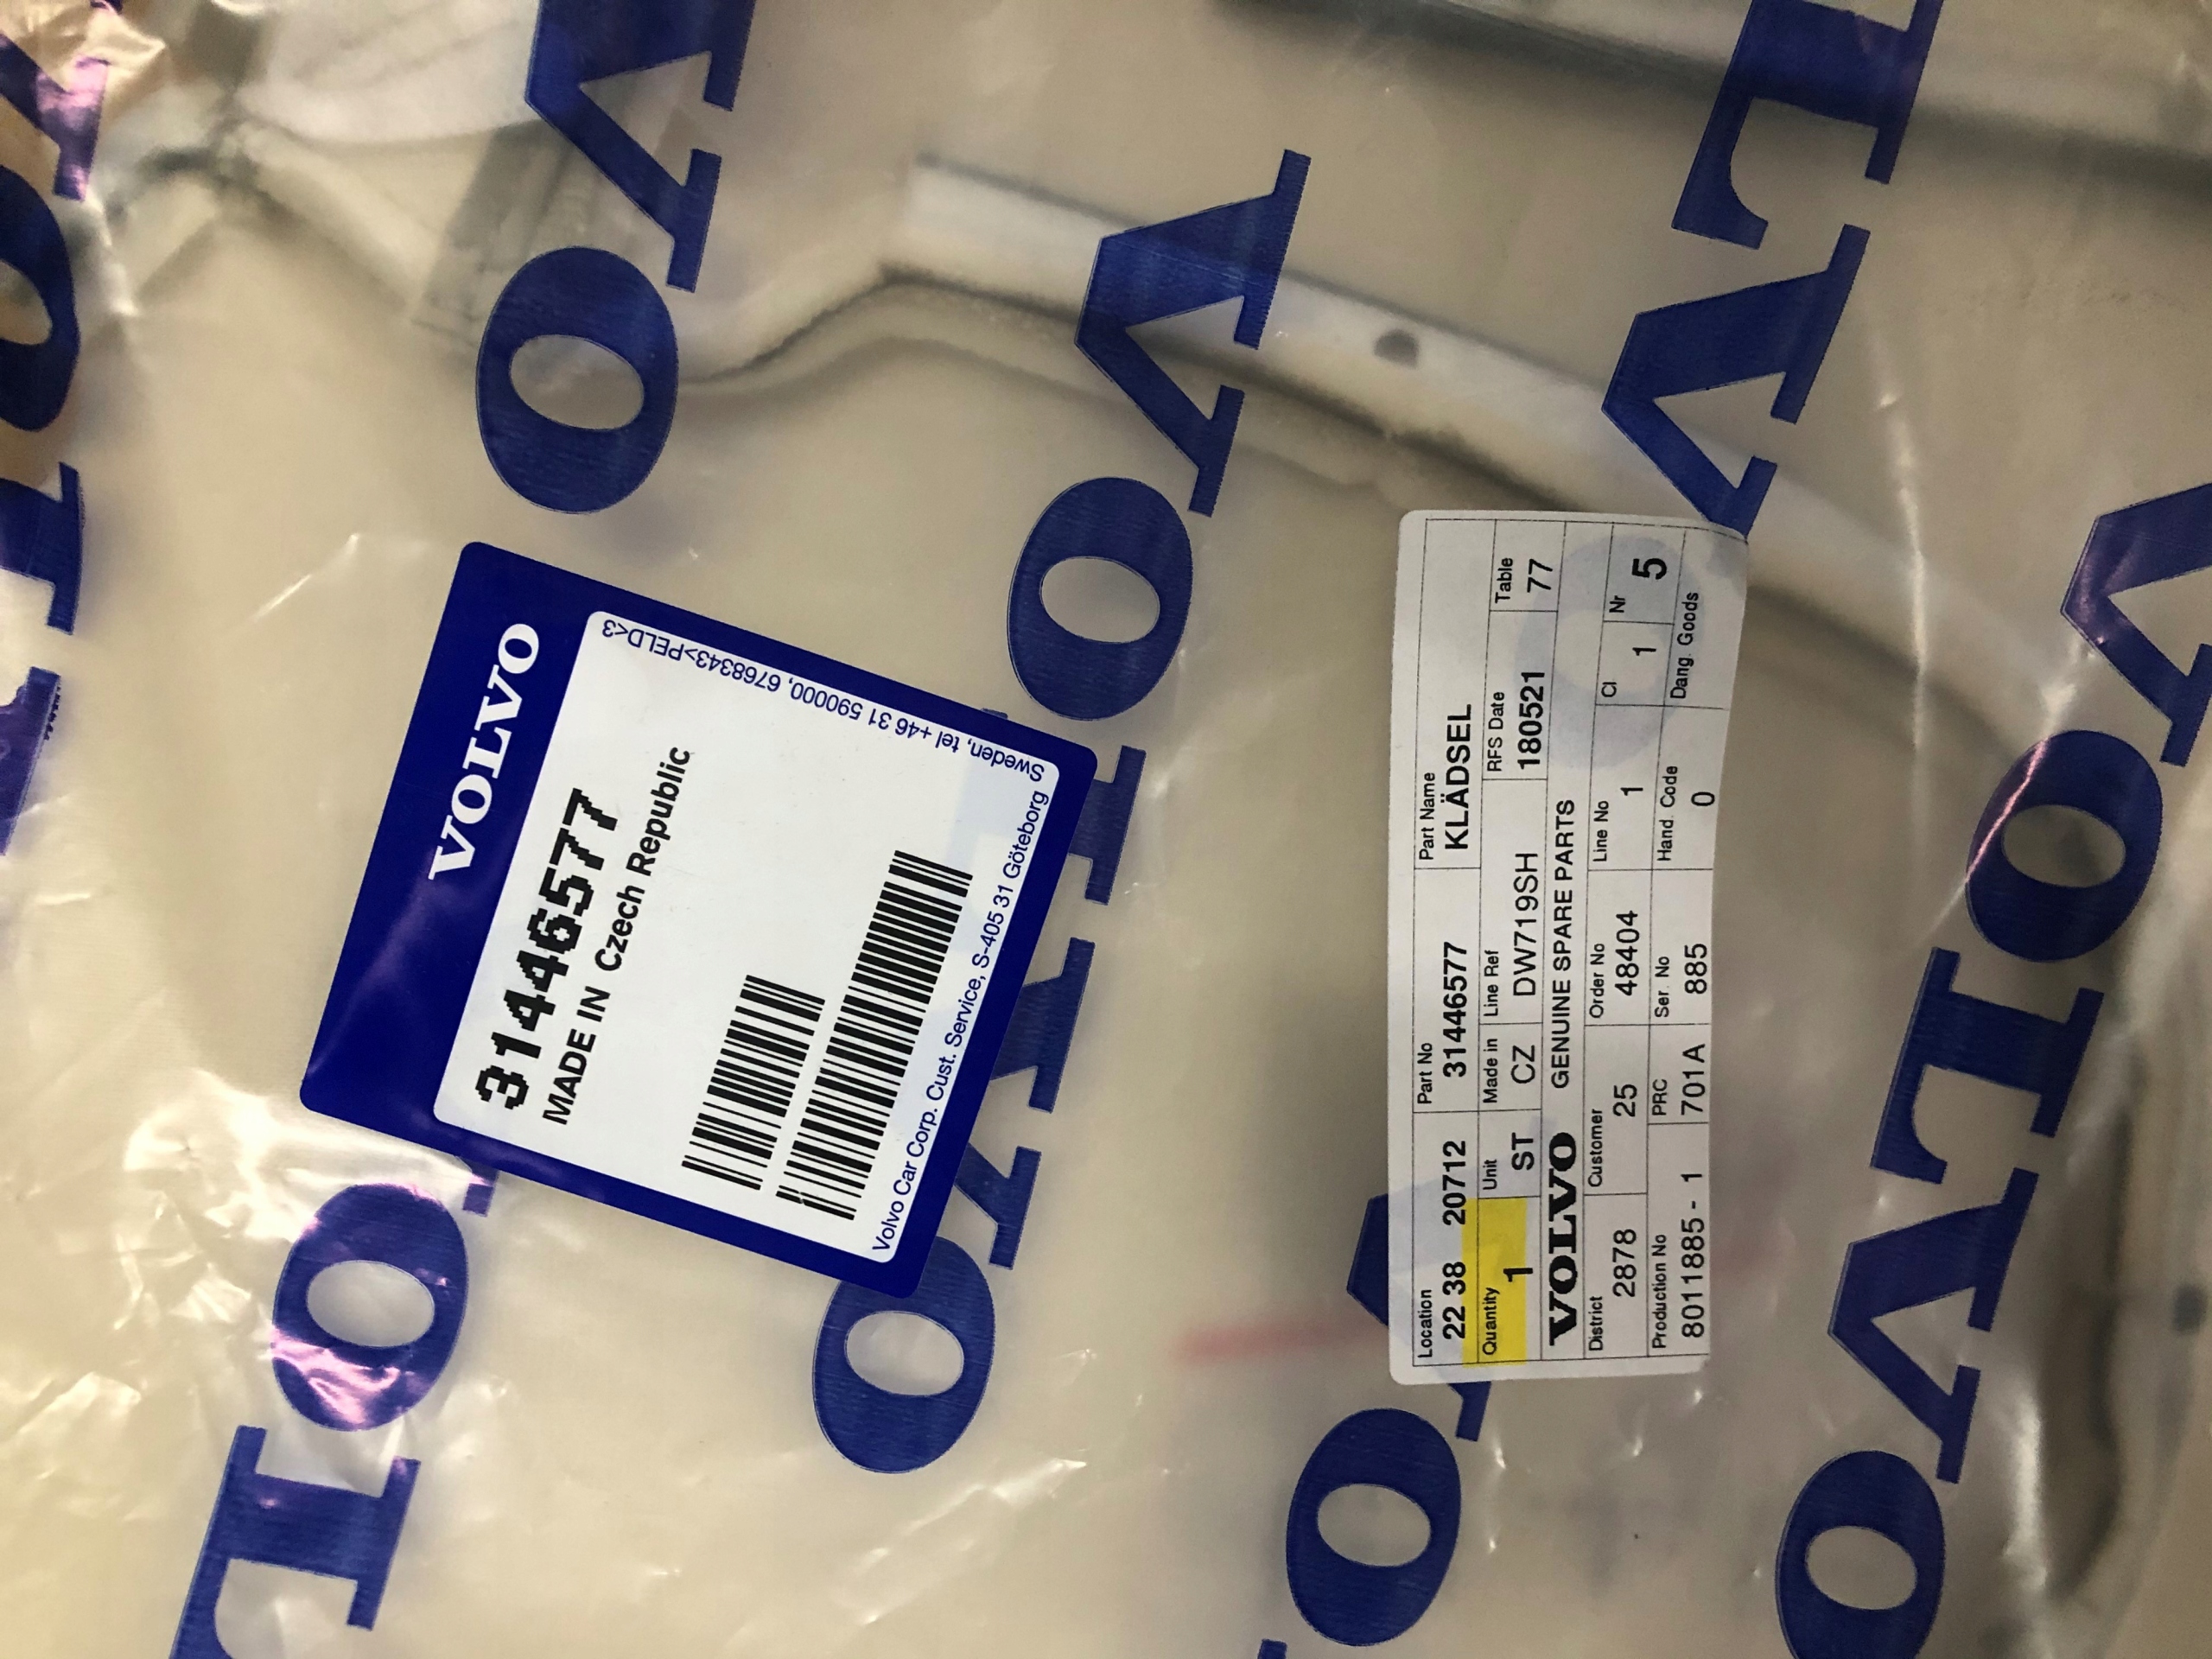 VOLVO
31446577
MADE IN Czech Republic
Volvo Car Corp. Cust. Service, S-405 31 Göteborg
Sweden, tel +46 31 590000, 6768343>PELD<3
Location Part No Part Name
22 38 20712 31446577 KLÄDSEL
Quantity Unit Made in Line Ref RFS Date Table
1 ST CZ DW719SH 180521 77
VOLVO GENUINE SPARE PARTS
District Customer Order No Line No Cl Nr
2878 25 48404 1 1 5
Production No PRC Ser. No Hand. Code Dang. Goods
8011885 - 1 701A 885 0
VOLVO
VOLVO
VOLVO
VOLVO